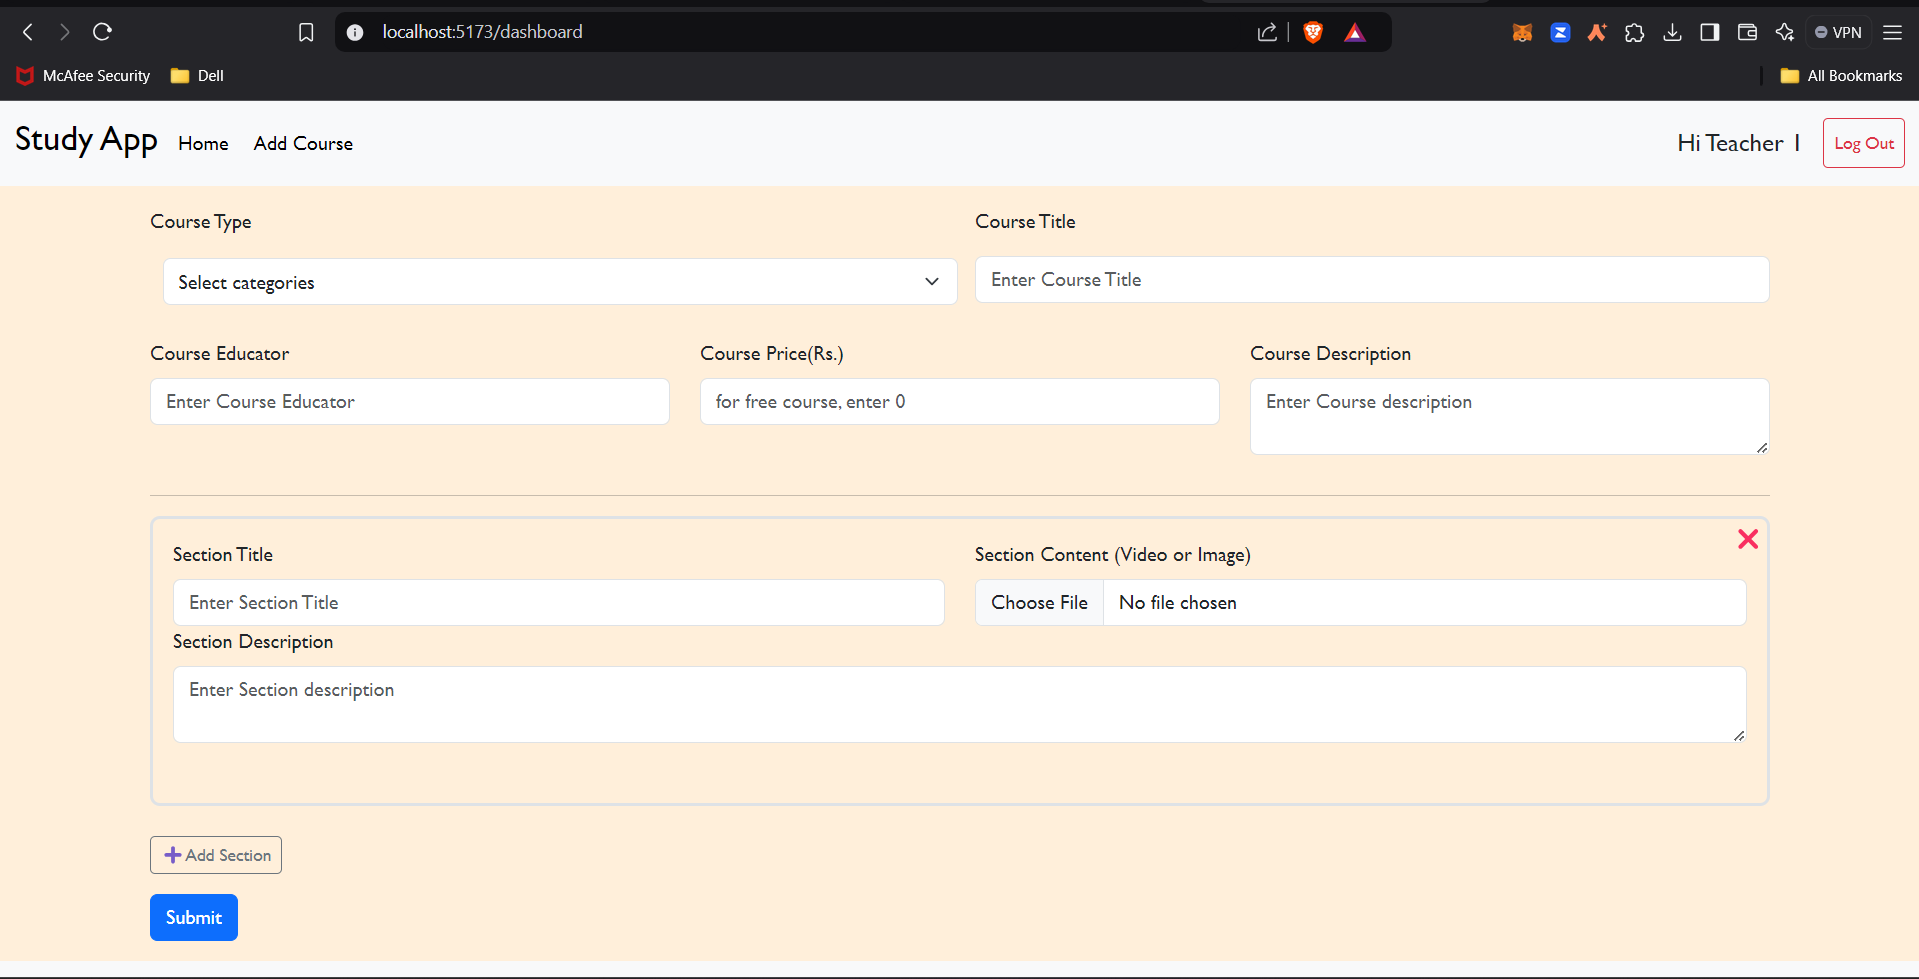 localhost:5173/dashboard
VPN
McAfee Security
Dell
All Bookmarks
Study App
Home
Add Course
Hi Teacher 1
Log Out
Course Type
Course Title
Select categories
Enter Course Title
Course Educator
Course Price(Rs.)
Course Description
Enter Course Educator
for free course, enter 0
Enter Course description
Section Title
Section Content (Video or Image)
Enter Section Title
Choose File
No file chosen
Section Description
Enter Section description
Add Section
Submit